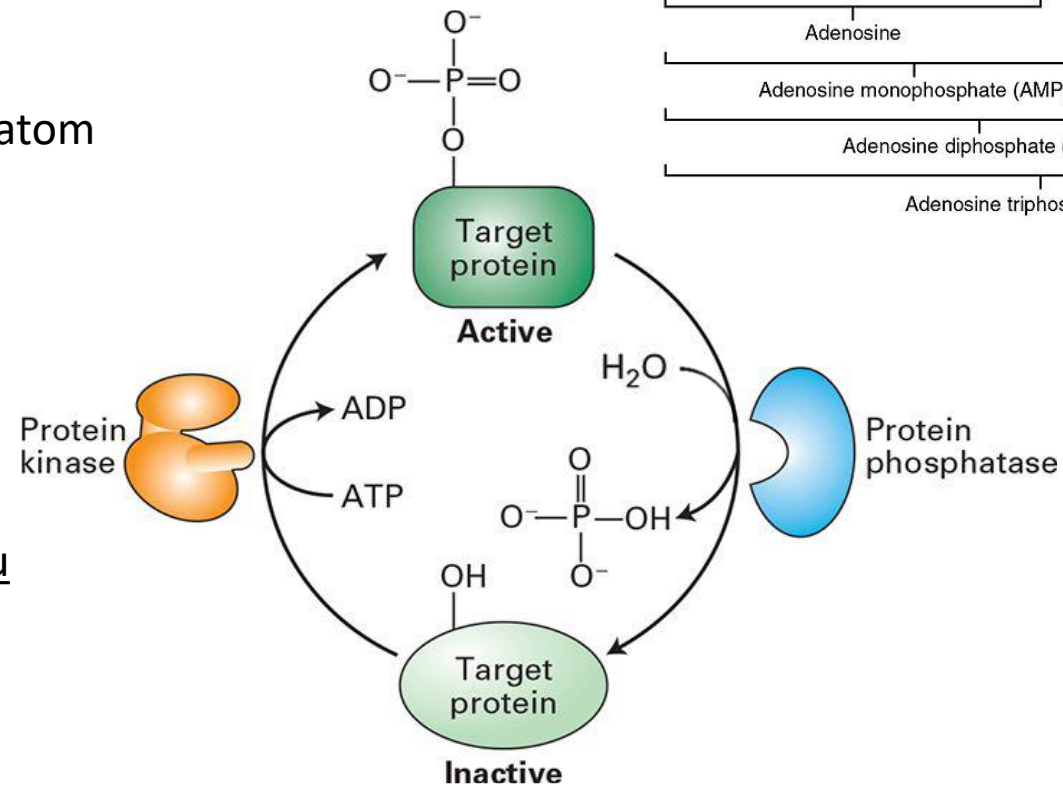 Adenosine
Adenosine monophosphate (AMP
Adenosine diphosphate (
Adenosine triphos
atom
O⁻
O⁻—P=O
O
Target
protein
Active
H₂O
ADP
ATP
Protein
kinase
Protein
phosphatase
O
O⁻—P—OH
O⁻
u
OH
Target
protein
Inactive